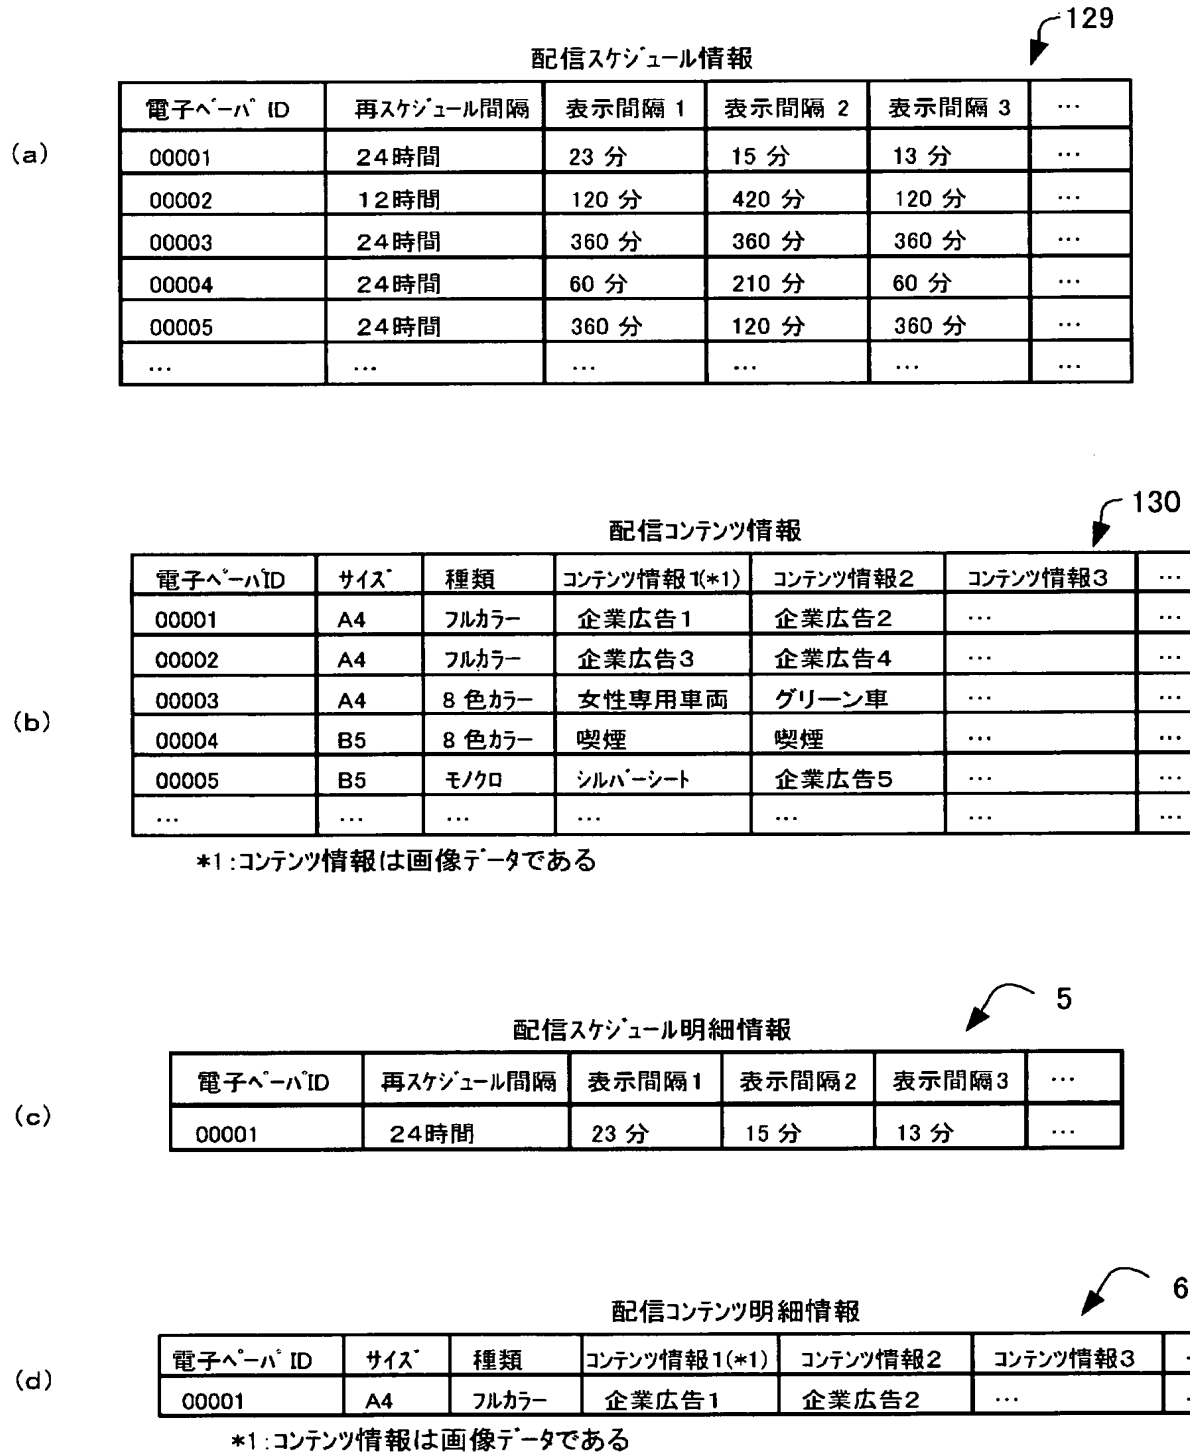 129
配信スケジュール情報
(a)
電子ペーパ ID 再スケジュール間隔 表示間隔 1 表示間隔 2 表示間隔 3 …
00001 24時間 23 分 15 分 13 分 …
00002 12時間 120 分 420 分 120 分 …
00003 24時間 360 分 360 分 360 分 …
00004 24時間 60 分 210 分 60 分 …
00005 24時間 360 分 120 分 360 分 …
… … … … … …
130
配信コンテンツ情報
(b)
電子ペーパID サイズ 種類 コンテンツ情報1(*1) コンテンツ情報2 コンテンツ情報3 …
00001 A4 フルカラー 企業広告1 企業広告2 … …
00002 A4 フルカラー 企業広告3 企業広告4 … …
00003 A4 8 色カラー 女性専用車両 グリーン車 … …
00004 B5 8 色カラー 喫煙 喫煙 … …
00005 B5 モノクロ シルバーシート 企業広告5 … …
… … … … … … …
*1:コンテンツ情報は画像データである
5
配信スケジュール明細情報
(c)
電子ペーパID 再スケジュール間隔 表示間隔1 表示間隔2 表示間隔3 …
00001 24時間 23 分 15 分 13 分 …
6
配信コンテンツ明細情報
(d)
電子ペーパ ID サイズ 種類 コンテンツ情報1(*1) コンテンツ情報2 コンテンツ情報3
00001 A4 フルカラー 企業広告1 企業広告2 …
*1:コンテンツ情報は画像データである